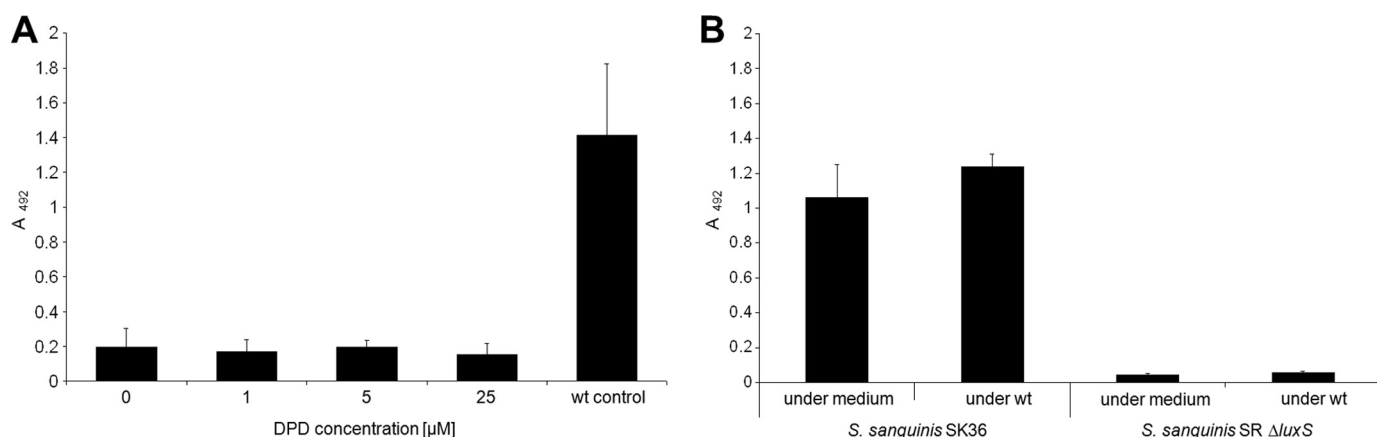 A
2
1.8
1.6
1.4
1.2
1
0.8
0.6
0.4
0.2
0
A 492
0 1 5 25 wt control
DPD concentration [µM]
B
2
1.8
1.6
1.4
1.2
1
0.8
0.6
0.4
0.2
0
A 492
under medium under wt under medium under wt
S. sanguinis SK36 S. sanguinis SR ΔluxS